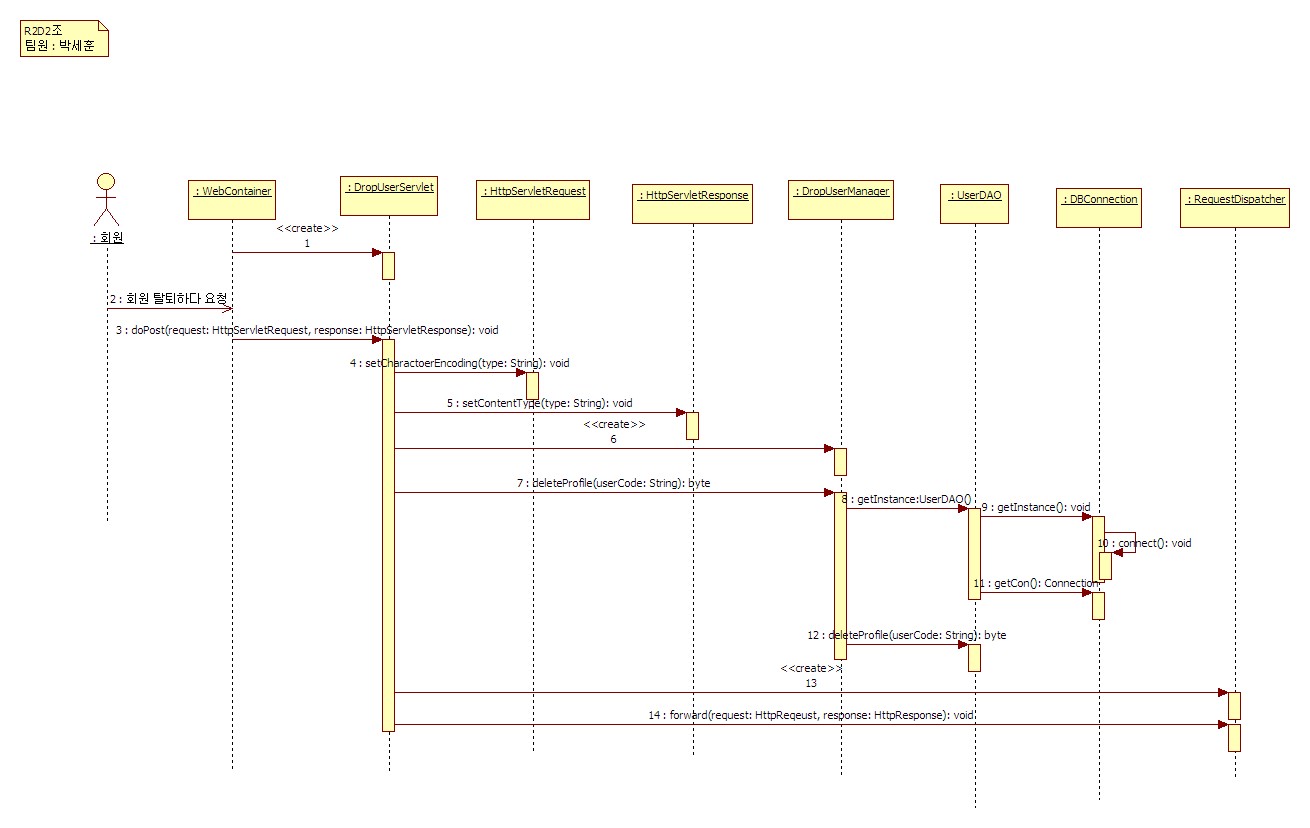 R2D2조
팀원 : 박세훈
: 회원
: WebContainer
: DropUserServlet
: HttpServletRequest
: HttpServletResponse
: DropUserManager
: UserDAO
: DBConnection
: RequestDispatcher
<<create>>
1
2 : 회원 탈퇴하다 요청
3 : doPost(request: HttpServletRequest, response: HttpServletResponse): void
4 : setCharactoerEncoding(type: String): void
5 : setContentType(type: String): void
<<create>>
6
7 : deleteProfile(userCode: String): byte
8 : getInstance:UserDAO()
9 : getInstance(): void
10 : connect(): void
11 : getCon(): Connection
12 : deleteProfile(userCode: String): byte
<<create>>
13
14 : forward(request: HttpReqeust, response: HttpResponse): void